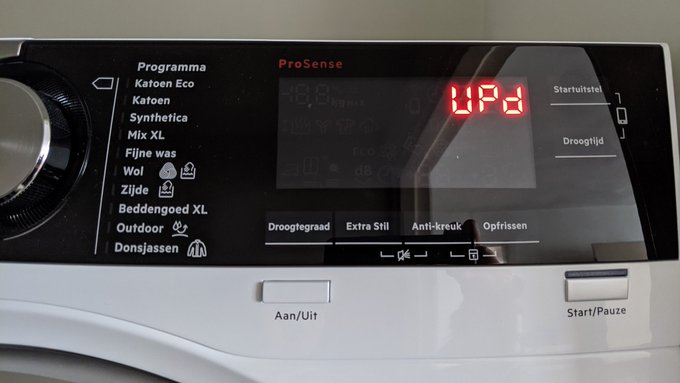 Programma
Katoen Eco
Katoen
Synthetica
Mix XL
Fijne was
Wol
Zijde
Beddengoed XL
Outdoor
Donsjassen
ProSense
UPd
Startuitstel
Droogtijd
Droogtegraad
Extra Stil
Anti-kreuk
Opfrissen
Aan/Uit
Start/Pauze